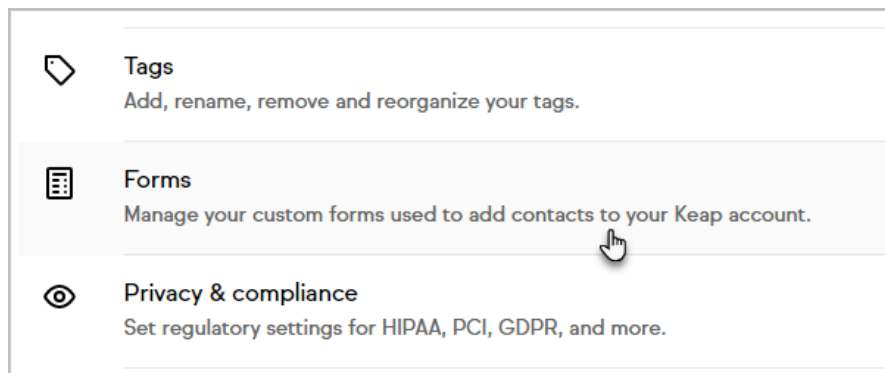 Tags
Add, rename, remove and reorganize your tags.
Forms
Manage your custom forms used to add contacts to your Keap account.
Privacy & compliance
Set regulatory settings for HIPAA, PCI, GDPR, and more.